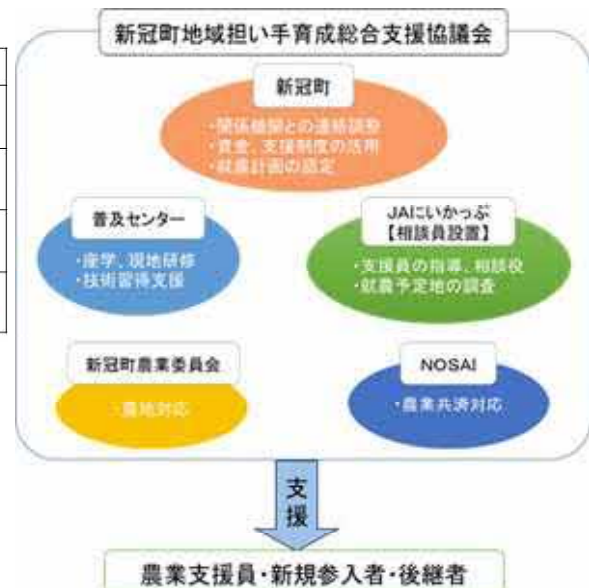 新冠町地域担い手育成総合支援協議会
新冠町
・関係機関との連絡調整
・資金、支援制度の活用
・就農計画の認定
普及センター
・座学、現地研修
・技術習得支援
JAにいかっぷ
【相談員設置】
・支援員の指導、相談役
・就農予定地の調査
新冠町農業委員会
・農地対応
NOSAI
・農業共済対応
支援
農業支援員・新規参入者・後継者